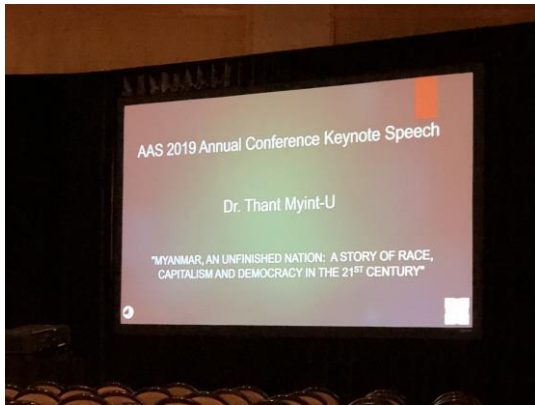 AAS 2019 Annual Conference Keynote Speech
Dr. Thant Myint-U
"MYANMAR, AN UNFINISHED NATION: A STORY OF RACE,
CAPITALISM AND DEMOCRACY IN THE 21ST CENTURY"